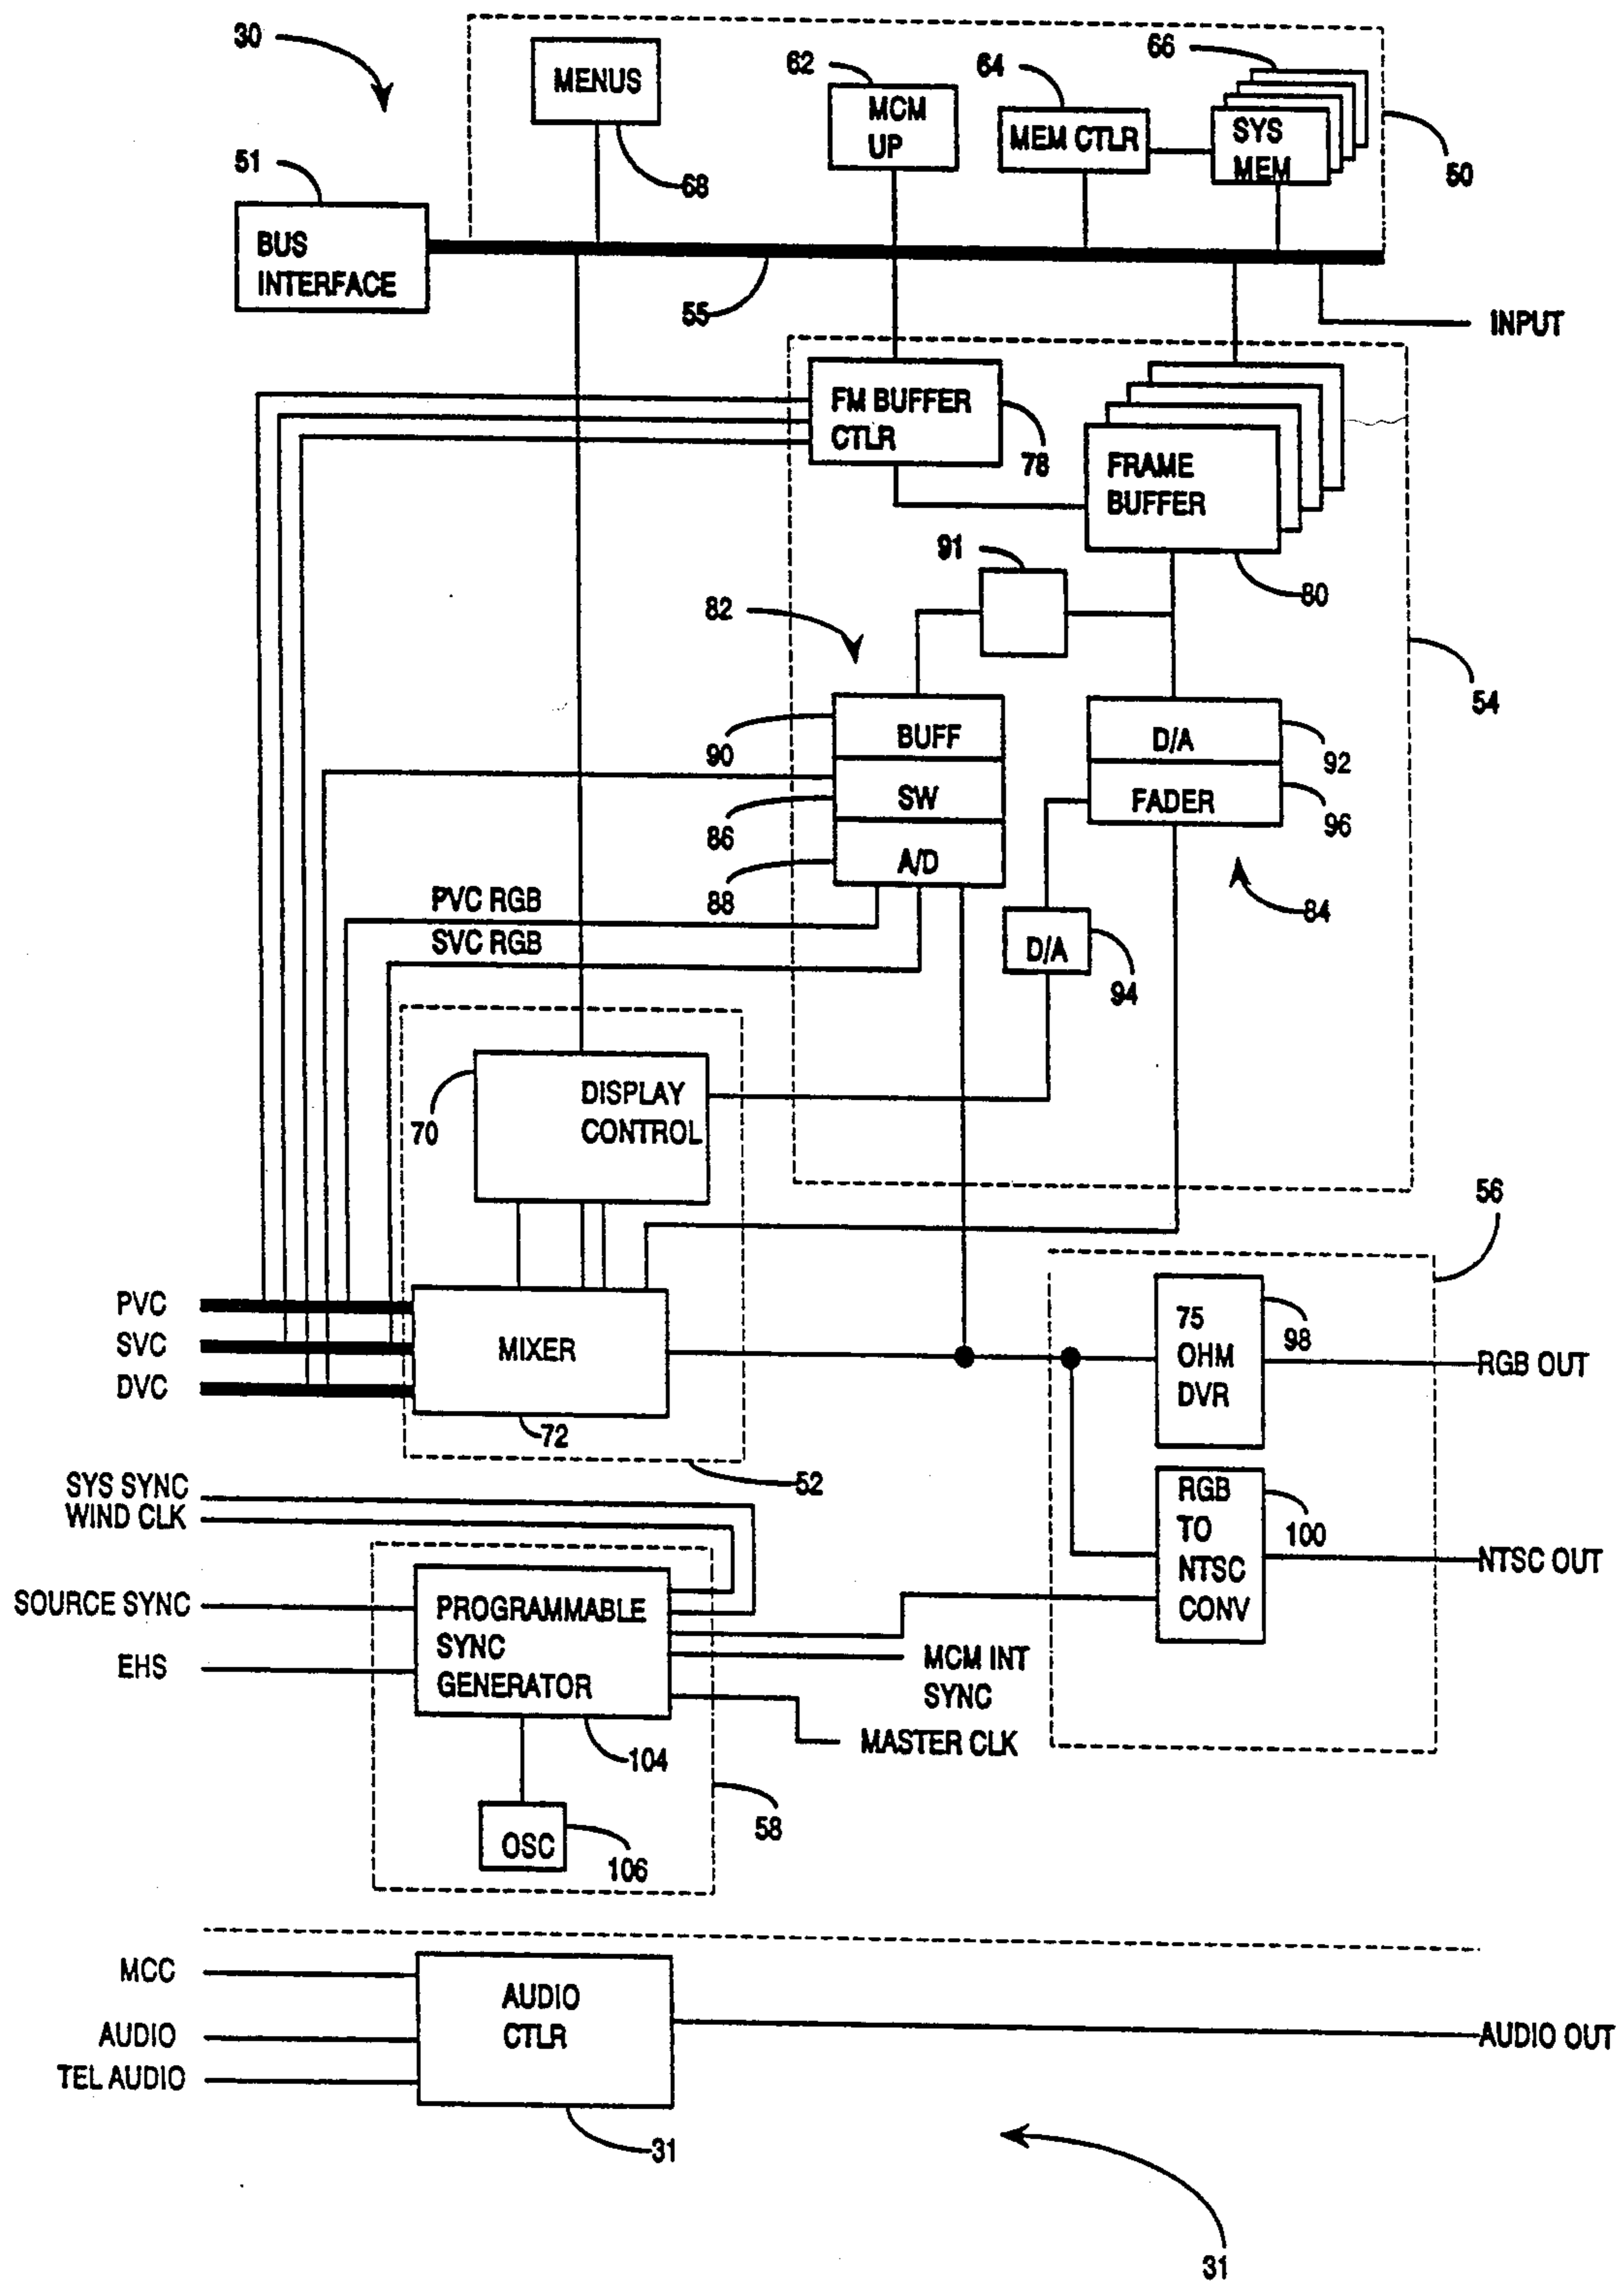 30
MENUS
62
MCM
UP
64
MEM CTLR
66
SYS
MEM
50
51
68
BUS
INTERFACE
55
INPUT
FM BUFFER
CTLR
78
FRAME
BUFFER
91
80
82
54
90
BUFF
D/A
92
86
SW
FADER
96
88
A/D
84
PVC RGB
SVC RGB
D/A
94
70
DISPLAY
CONTROL
56
PVC
SVC
DVC
MIXER
72
75
OHM
DVR
98
RGB OUT
52
SYS SYNC
WIND CLK
RGB
TO
NTSC
CONV
100
NTSC OUT
SOURCE SYNC
EHS
PROGRAMMABLE
SYNC
GENERATOR
MCM INT
SYNC
MASTER CLK
104
58
OSC
106
MCC
AUDIO
TEL AUDIO
AUDIO
CTLR
AUDIO OUT
31
31